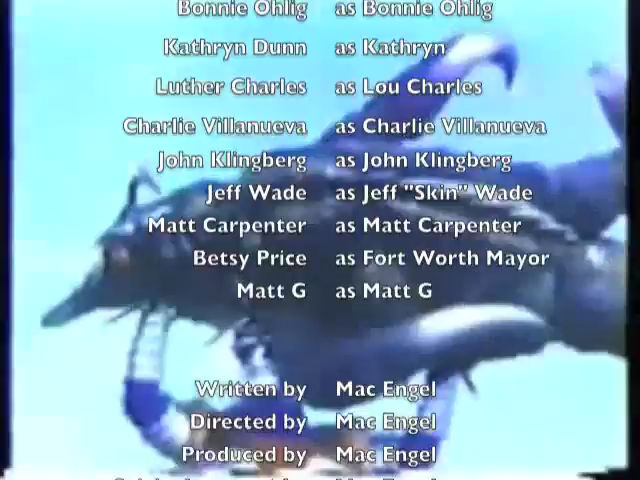 Bonnie Ohlig as Bonnie Ohlig
Kathryn Dunn as Kathryn
Luther Charles as Lou Charles
Charlie Villanueva as Charlie Villanueva
John Klingberg as John Klingberg
Jeff Wade as Jeff "Skin" Wade
Matt Carpenter as Matt Carpenter
Betsy Price as Fort Worth Mayor
Matt G as Matt G
Written by Mac Engel
Directed by Mac Engel
Produced by Mac Engel